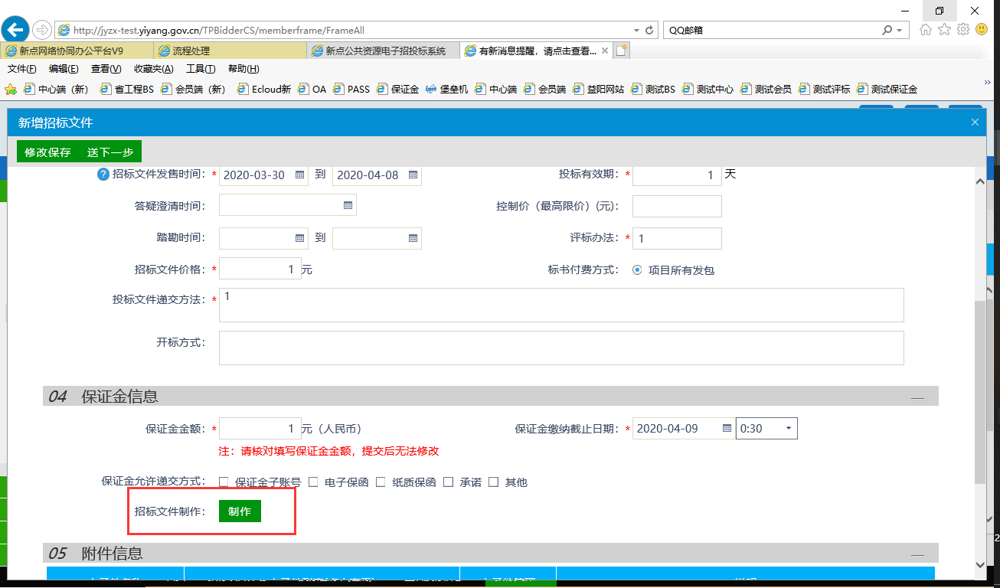 http://jyzx-test.yiyang.gov.cn/TPBidderCS/memberframe/FrameAll
QQ邮箱
新点网络协同办公平台V9 流程处理 新点公共资源电子招投标系统 有新消息提醒，请点击查看...
文件(F) 编辑(E) 查看(V) 收藏夹(A) 工具(T) 帮助(H)
中心端（新） 省工程BS 会员端（新） Ecloud新 OA PASS 保证金 堡垒机 中心端 会员端 益阳网站 测试BS 测试中心 测试会员 测试评标 测试保证金
新增招标文件
修改保存 送下一步
招标文件发售时间：* 2020-03-30 到 2020-04-08 投标有效期：* 1 天
答疑澄清时间： 控制价（最高限价）(元)：
踏勘时间： 到 评标办法：* 1
招标文件价格：* 1 元 标书付费方式： 项目所有发包
投标文件递交方法：* 1
开标方式：
04 保证金信息
保证金金额：* 1 元（人民币） 保证金缴纳截止日期：* 2020-04-09 0:30
注：请核对填写保证金金额，提交后无法修改
保证金允许递交方式： 保证金子账号 电子保函 纸质保函 承诺 其他
招标文件制作： 制作
05 附件信息